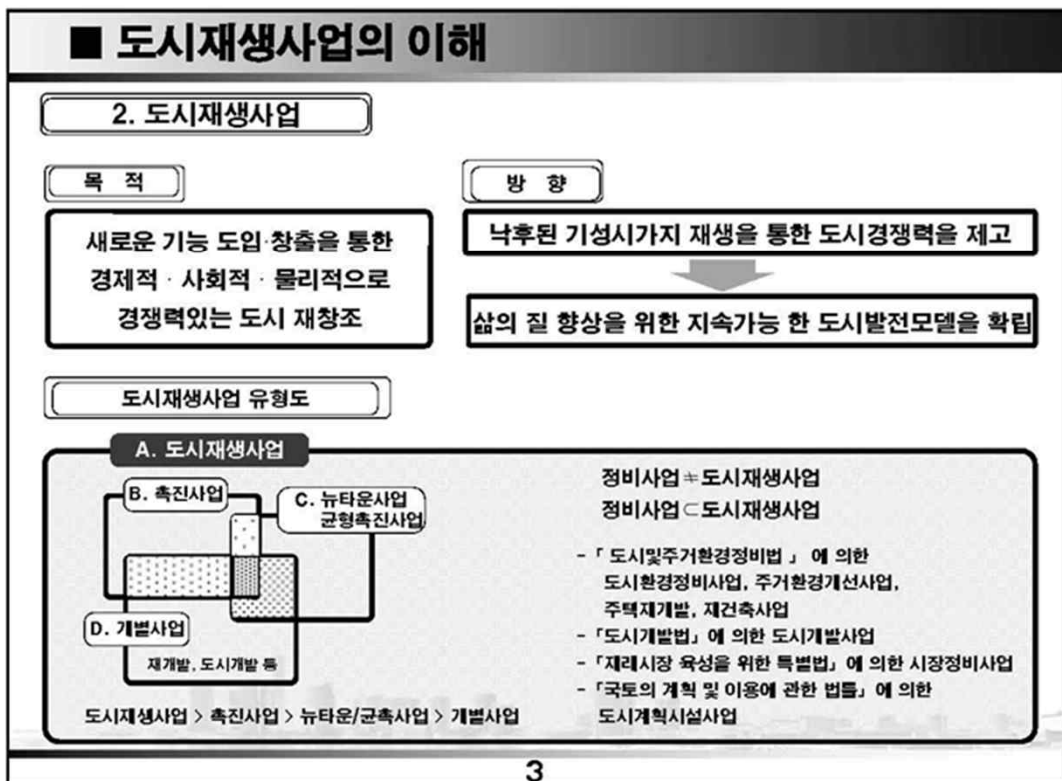 ■ 도시재생사업의 이해
2. 도시재생사업
목 적
새로운 기능 도입·창출을 통한
경제적 · 사회적 · 물리적으로
경쟁력있는 도시 재창조
방 향
낙후된 기성시가지 재생을 통한 도시경쟁력을 제고
삶의 질 향상을 위한 지속가능 한 도시발전모델을 확립
도시재생사업 유형도
A. 도시재생사업
B. 촉진사업
C. 뉴타운사업
균형촉진사업
D. 개별사업
재개발, 도시개발 등
도시재생사업 > 촉진사업 > 뉴타운/균촉사업 > 개별사업
정비사업 ≠ 도시재생사업
정비사업 ⊂ 도시재생사업
- 「 도시및주거환경정비법 」 에 의한
도시환경정비사업, 주거환경개선사업,
주택재개발, 재건축사업
- 「도시개발법」에 의한 도시개발사업
- 「재래시장 육성을 위한 특별법」에 의한 시장정비사업
- 「국토의 계획 및 이용에 관한 법률」에 의한
도시계획시설사업
3